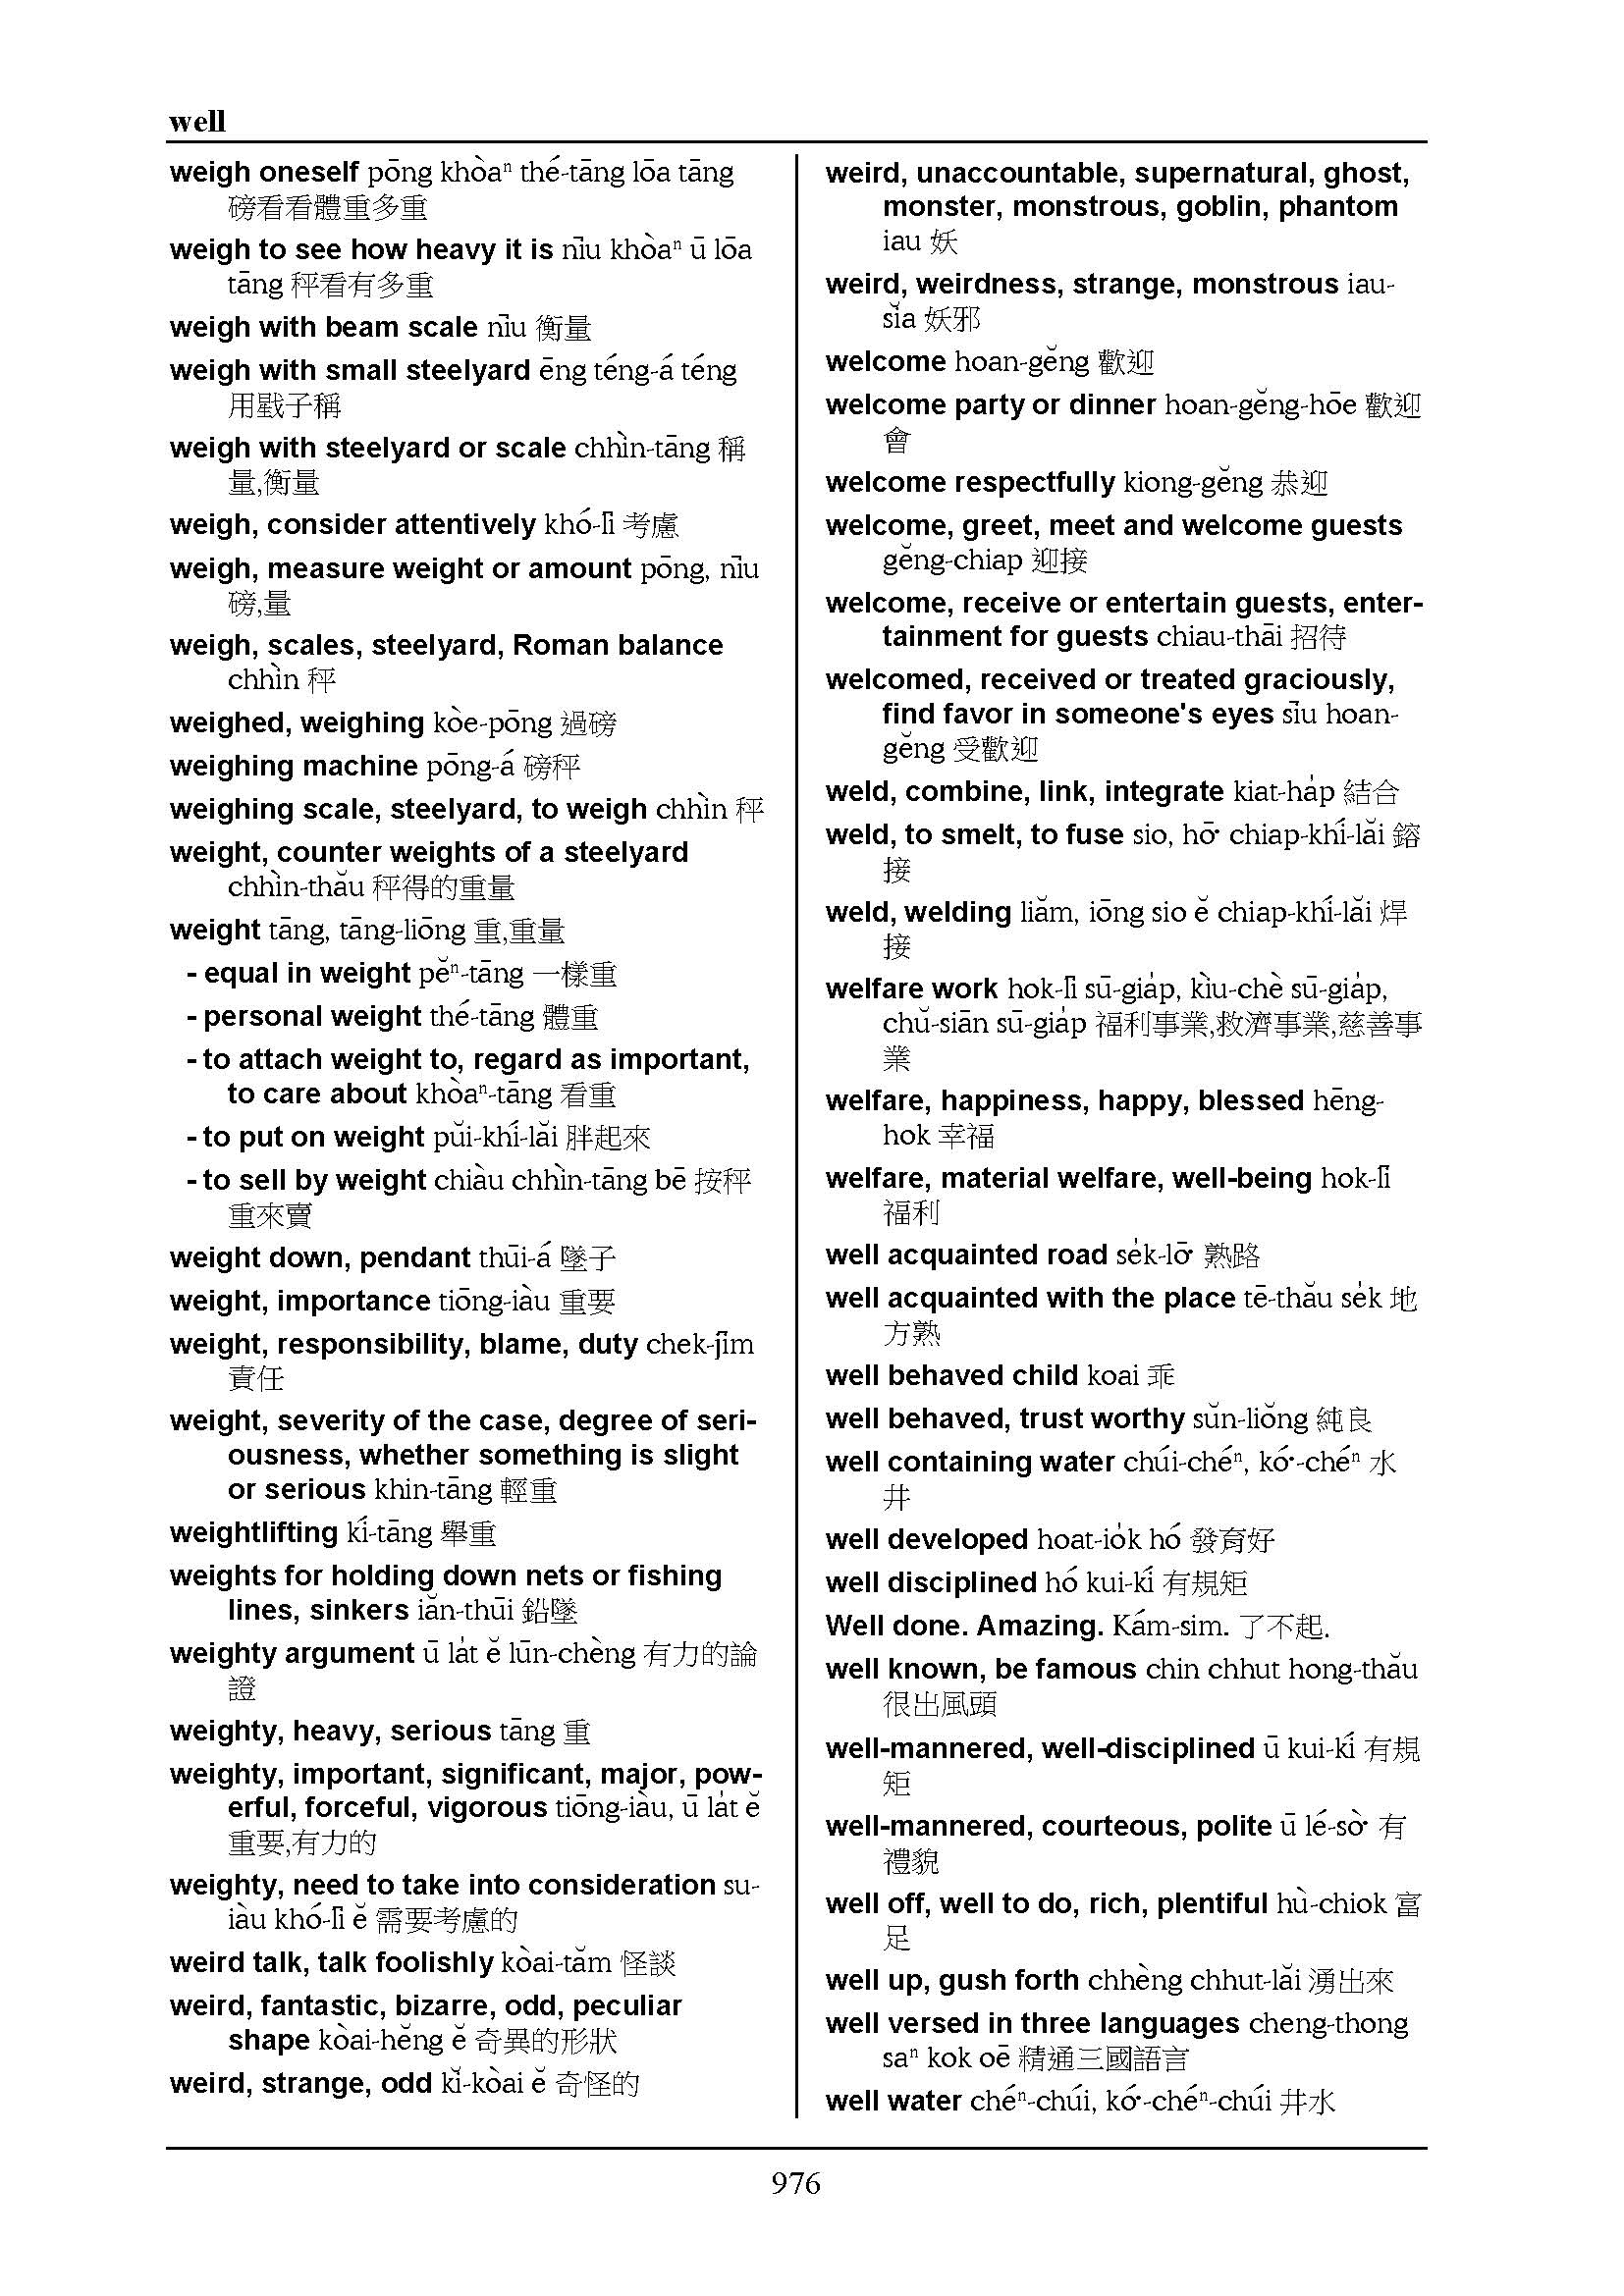 well
weigh oneself pōng khòaⁿ thé-tāng lōa tāng
磅看看體重多重
weigh to see how heavy it is nīu khòaⁿ ū lōa
tāng 秤看有多重
weigh with beam scale nīu 衡量
weigh with small steelyard ēng téng-á téng
用戥子稱
weigh with steelyard or scale chhìn-tāng 稱
量,衡量
weigh, consider attentively khó-lī 考慮
weigh, measure weight or amount pōng, nīu
磅,量
weigh, scales, steelyard, Roman balance
chhìn 秤
weighed, weighing kòe-pōng 過磅
weighing machine pōng-á 磅秤
weighing scale, steelyard, to weigh chhìn 秤
weight, counter weights of a steelyard
chhìn-thău 秤得的重量
weight tāng, tāng-liōng 重,重量
- equal in weight pĕⁿ-tāng 一樣重
- personal weight thé-tāng 體重
- to attach weight to, regard as important,
to care about khòaⁿ-tāng 看重
- to put on weight pŭi-khí-lăi 胖起來
- to sell by weight chiàu chhìn-tāng bē 按秤
重來賣
weight down, pendant thūi-á 墜子
weight, importance tiōng-iàu 重要
weight, responsibility, blame, duty chek-jīm
責任
weight, severity of the case, degree of seri-
ousness, whether something is slight
or serious khin-tāng 輕重
weightlifting kí-tāng 舉重
weights for holding down nets or fishing
lines, sinkers iăn-thūi 鉛墜
weighty argument ū la̍t ĕ lūn-chèng 有力的論
證
weighty, heavy, serious tāng 重
weighty, important, significant, major, pow-
erful, forceful, vigorous tiōng-iàu, ū la̍t ĕ
重要,有力的
weighty, need to take into consideration su-
iàu khó-lī ĕ 需要考慮的
weird talk, talk foolishly kòai-tăm 怪談
weird, fantastic, bizarre, odd, peculiar
shape kòai-hĕng ĕ 奇異的形狀
weird, strange, odd kĭ-kòai ĕ 奇怪的
weird, unaccountable, supernatural, ghost,
monster, monstrous, goblin, phantom
iau 妖
weird, weirdness, strange, monstrous iau-
sĭa 妖邪
welcome hoan-gĕng 歡迎
welcome party or dinner hoan-gĕng-hōe 歡迎
會
welcome respectfully kiong-gĕng 恭迎
welcome, greet, meet and welcome guests
gĕng-chiap 迎接
welcome, receive or entertain guests, enter-
tainment for guests chiau-thāi 招待
welcomed, received or treated graciously,
find favor in someone's eyes sīu hoan-
gĕng 受歡迎
weld, combine, link, integrate kiat-ha̍p 結合
weld, to smelt, to fuse sio, hō͘ chiap-khí-lăi 鎔
接
weld, welding liăm, iōng sio ĕ chiap-khí-lăi 焊
接
welfare work hok-lī sū-gia̍p, kìu-chè sū-gia̍p,
chŭ-siān sū-gia̍p 福利事業,救濟事業,慈善事
業
welfare, happiness, happy, blessed hēng-
hok 幸福
welfare, material welfare, well-being hok-lī
福利
well acquainted road se̍k-lō͘ 熟路
well acquainted with the place tē-thău se̍k 地
方熟
well behaved child koai 乖
well behaved, trust worthy sŭn-liŏng 純良
well containing water chúi-chéⁿ, kó͘-chéⁿ 水
井
well developed hoat-io̍k hó 發育好
well disciplined hó kui-kí 有規矩
Well done. Amazing. Kám-sim. 了不起.
well known, be famous chin chhut hong-thău
很出風頭
well-mannered, well-disciplined ū kui-kí 有規
矩
well-mannered, courteous, polite ū lé-sò͘ 有
禮貌
well off, well to do, rich, plentiful hù-chiok 富
足
well up, gush forth chhèng chhut-lăi 湧出來
well versed in three languages cheng-thong
saⁿ kok oē 精通三國語言
well water chéⁿ-chúi, kó͘-chéⁿ-chúi 井水
976